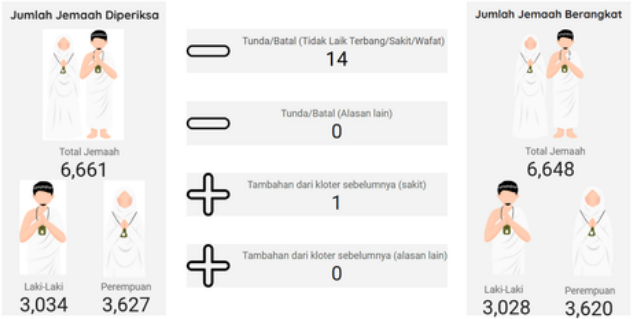 Jumlah Jemaah Diperiksa
Total Jemaah
6,661
Laki-Laki
3,034
Perempuan
3,627
Tunda/Batal (Tidak Laik Terbang/Sakit/Wafat)
14
Tunda/Batal (Alasan lain)
0
Tambahan dari kloter sebelumnya (sakit)
1
Tambahan dari kloter sebelumnya (alasan lain)
0
Jumlah Jemaah Berangkat
Total Jemaah
6,648
Laki-Laki
3,028
Perempuan
3,620